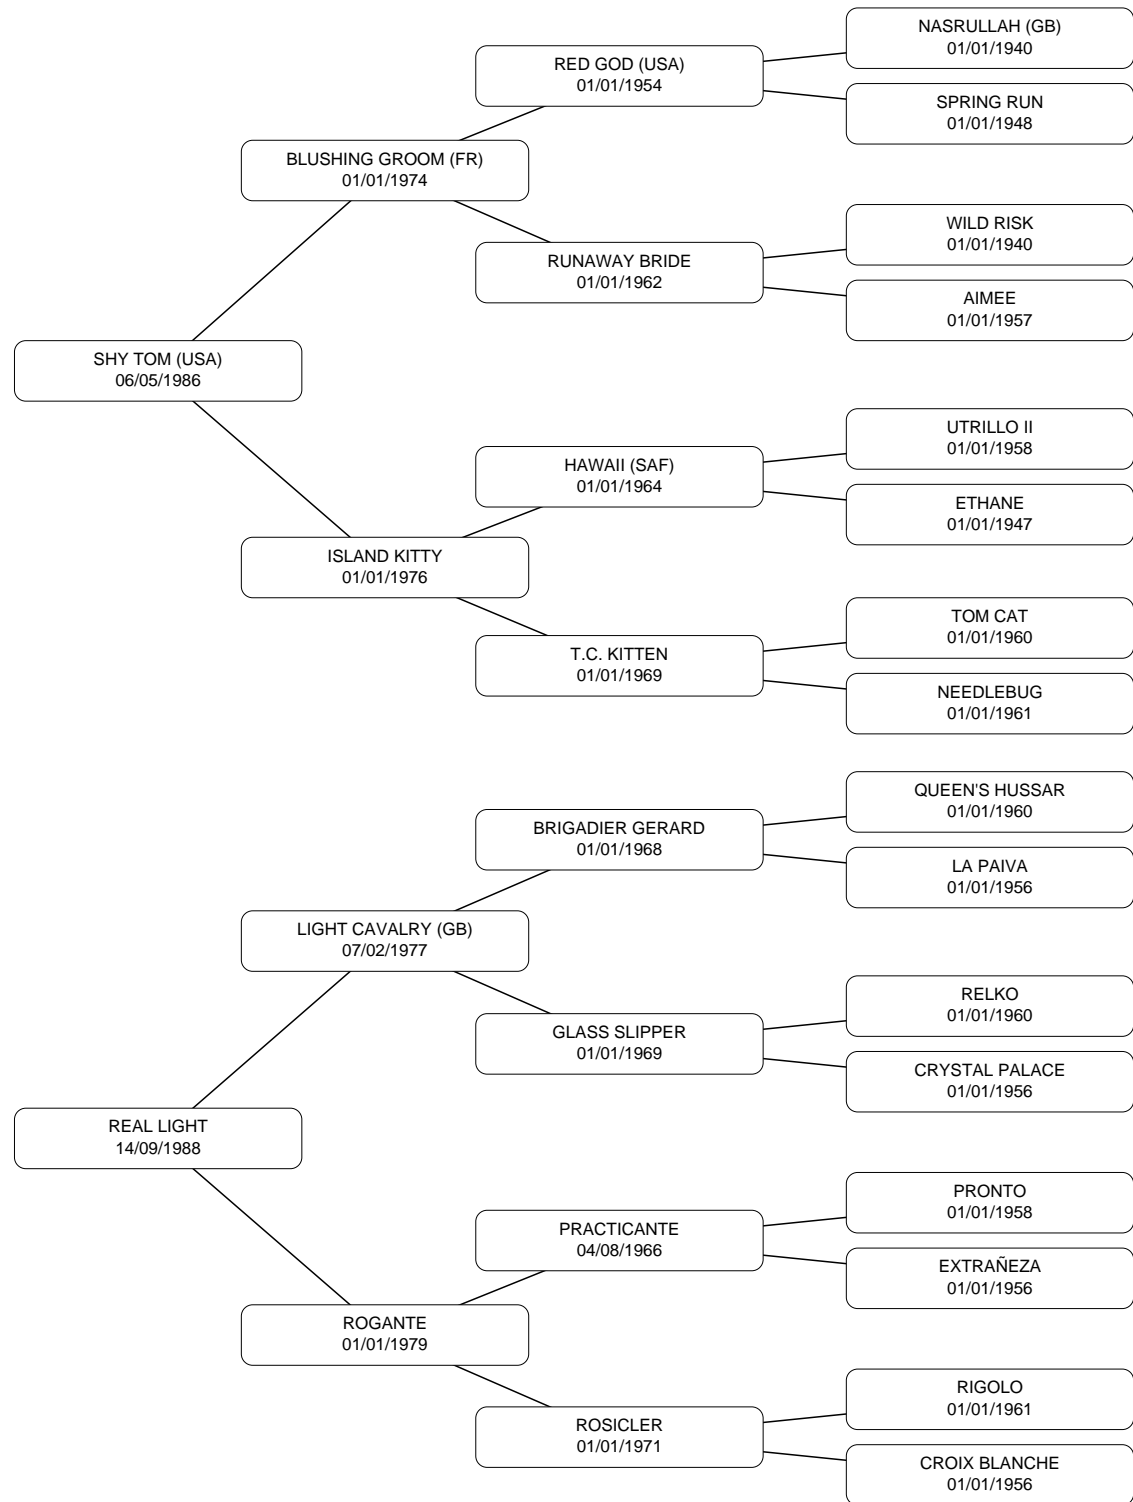 NASRULLAH (GB)
01/01/1940
RED GOD (USA)
01/01/1954
SPRING RUN
01/01/1948
BLUSHING GROOM (FR)
01/01/1974
WILD RISK
01/01/1940
RUNAWAY BRIDE
01/01/1962
AIMEE
01/01/1957
SHY TOM (USA)
06/05/1986
UTRILLO II
01/01/1958
HAWAII (SAF)
01/01/1964
ETHANE
01/01/1947
ISLAND KITTY
01/01/1976
TOM CAT
01/01/1960
T.C. KITTEN
01/01/1969
NEEDLEBUG
01/01/1961
QUEEN'S HUSSAR
01/01/1960
BRIGADIER GERARD
01/01/1968
LA PAIVA
01/01/1956
LIGHT CAVALRY (GB)
07/02/1977
RELKO
01/01/1960
GLASS SLIPPER
01/01/1969
CRYSTAL PALACE
01/01/1956
REAL LIGHT
14/09/1988
PRONTO
01/01/1958
PRACTICANTE
04/08/1966
EXTRAÑEZA
01/01/1956
ROGANTE
01/01/1979
RIGOLO
01/01/1961
ROSICLER
01/01/1971
CROIX BLANCHE
01/01/1956